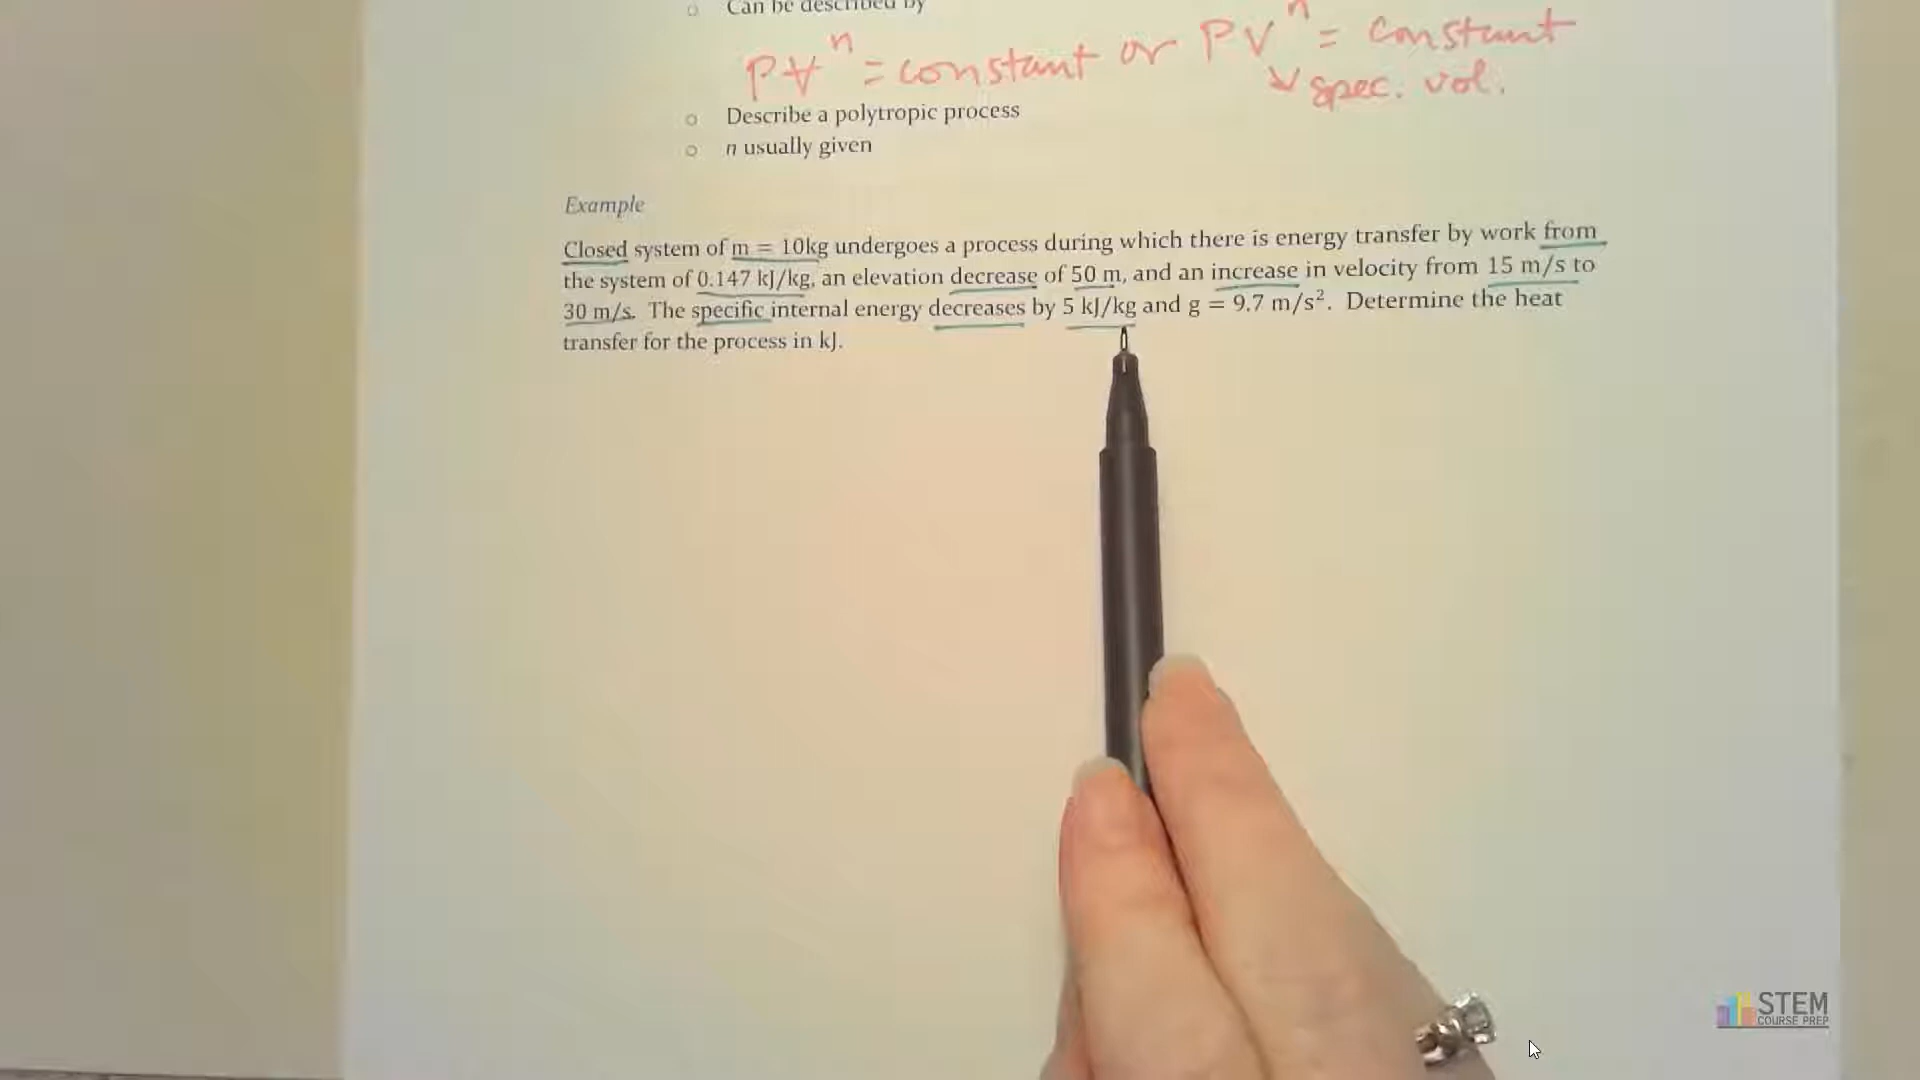 Can be described by
PV^n = constant or PV^n = constant
spec. vol.
Describe a polytropic process
n usually given
Example
Closed system of m = 10kg undergoes a process during which there is energy transfer by work from
the system of 0.147 kJ/kg, an elevation decrease of 50 m, and an increase in velocity from 15 m/s to
30 m/s. The specific internal energy decreases by 5 kJ/kg and g = 9.7 m/s². Determine the heat
transfer for the process in kJ.
STEM
COURSE PREP